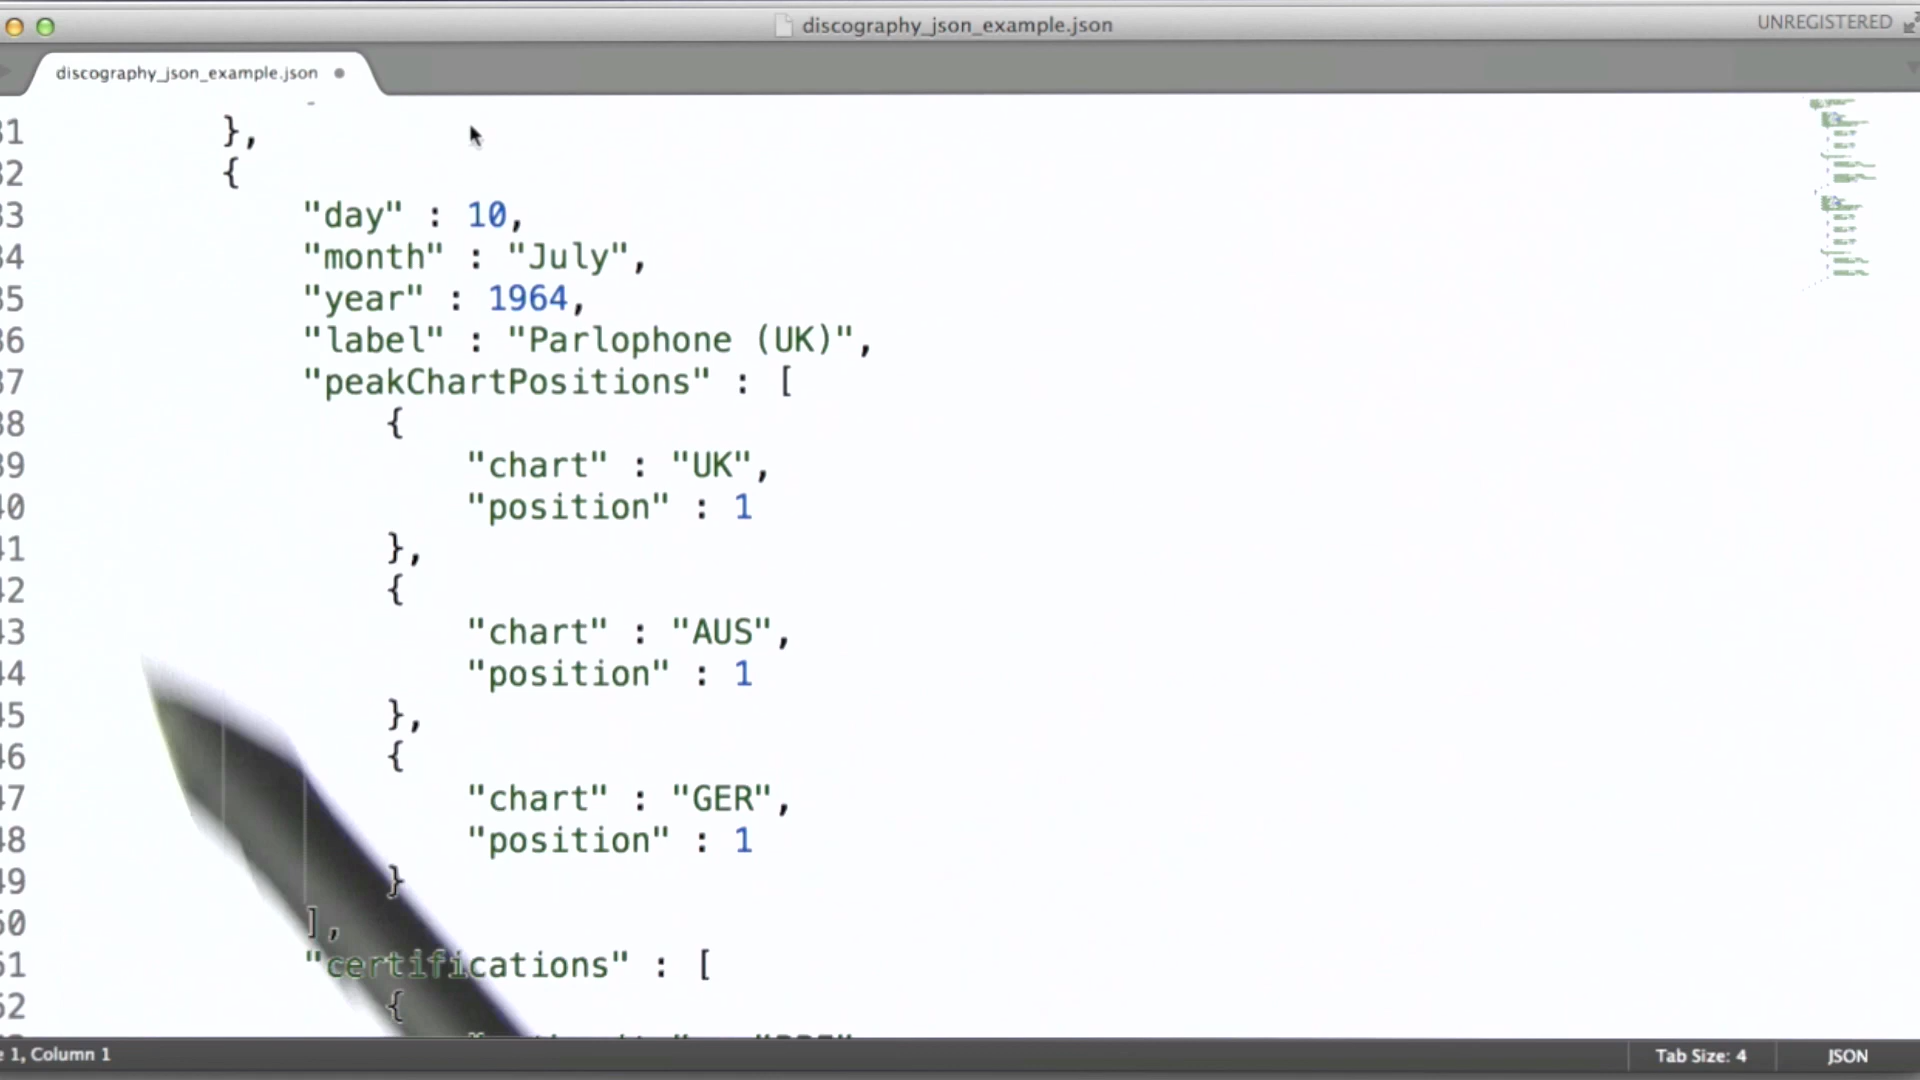 discography_json_example.json
UNREGISTERED
discography_json_example.json
31 },
32 {
33 "day" : 10,
34 "month" : "July",
35 "year" : 1964,
36 "label" : "Parlophone (UK)",
37 "peakChartPositions" : [
38 {
39 "chart" : "UK",
40 "position" : 1
41 },
42 {
43 "chart" : "AUS",
44 "position" : 1
45 },
46 {
47 "chart" : "GER",
48 "position" : 1
49 }
50 ],
51 "certifications" : [
52 {
1, Column 1
Tab Size: 4
JSON